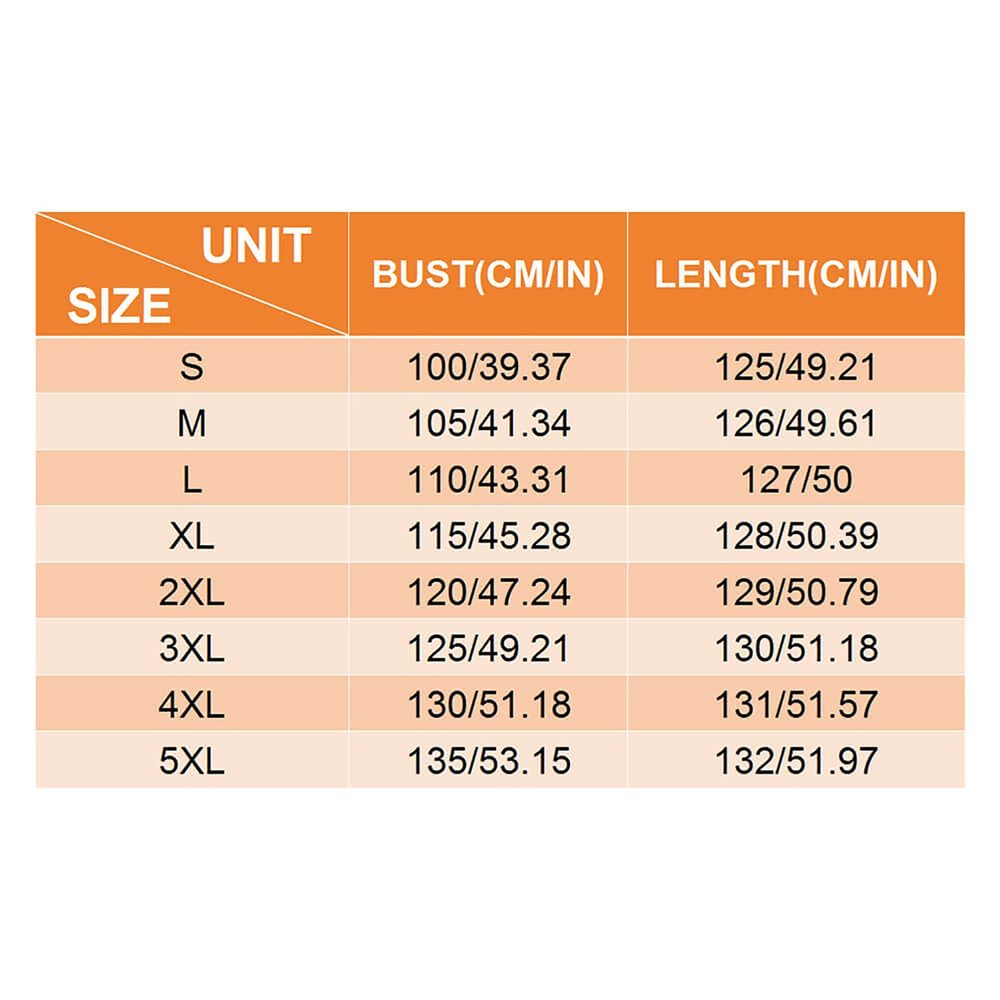 UNIT
SIZE
BUST(CM/IN) LENGTH(CM/IN)
S 100/39.37 125/49.21
M 105/41.34 126/49.61
L 110/43.31 127/50
XL 115/45.28 128/50.39
2XL 120/47.24 129/50.79
3XL 125/49.21 130/51.18
4XL 130/51.18 131/51.57
5XL 135/53.15 132/51.97